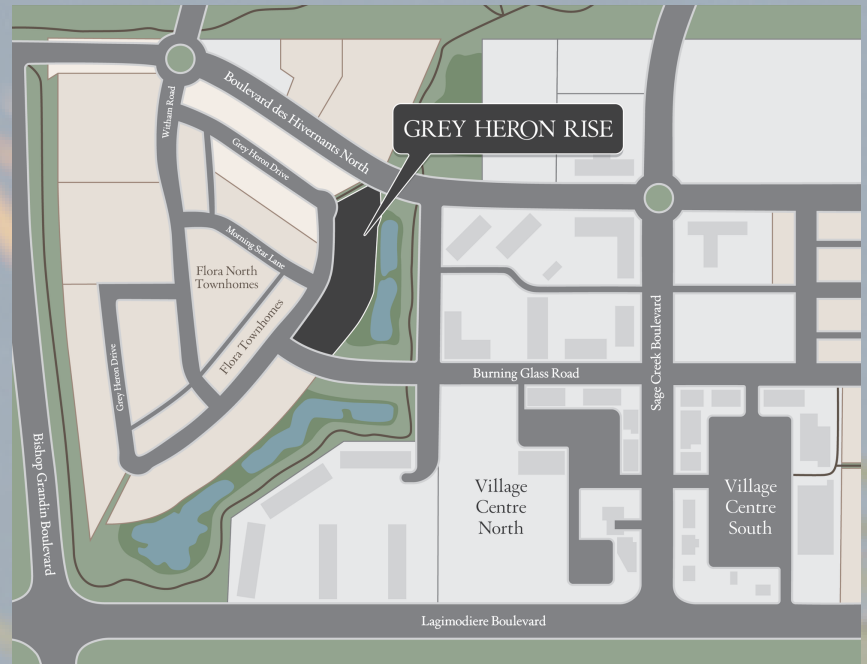 Boulevard des Hivernants North
Witham Road
GREY HERON RISE
Grey Heron Drive
Morning Star Lane
Flora North
Townhomes
Flora Townhomes
Grey Heron Drive
Burning Glass Road
Sage Creek Boulevard
Bishop Grandin Boulevard
Village
Centre
North
Village
Centre
South
Lagimodiere Boulevard